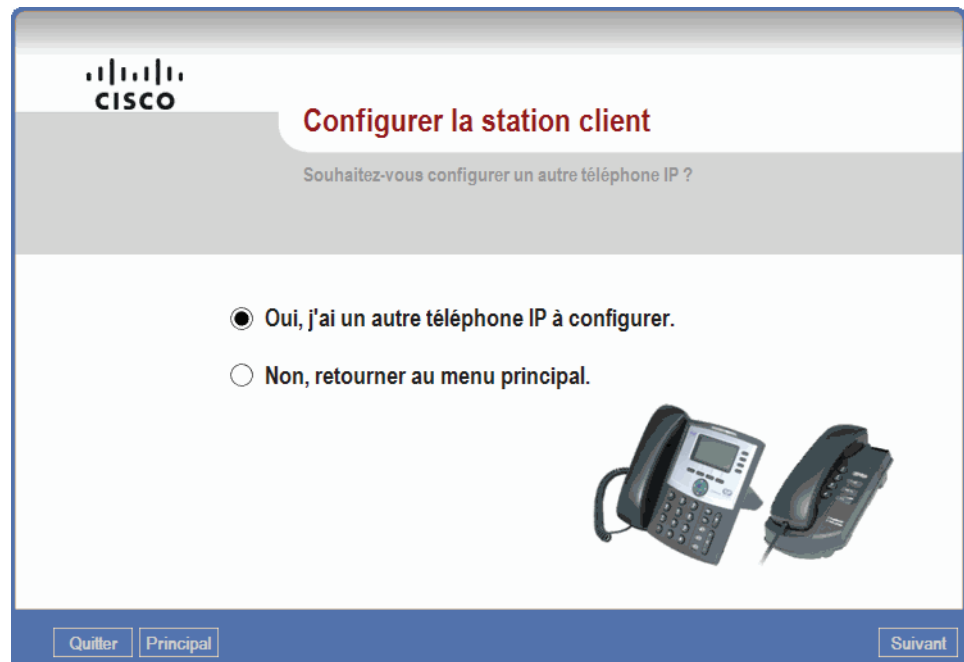 CISCO
Configurer la station client
Souhaitez-vous configurer un autre téléphone IP ?
Oui, j'ai un autre téléphone IP à configurer.
Non, retourner au menu principal.
Quitter
Principal
Suivant